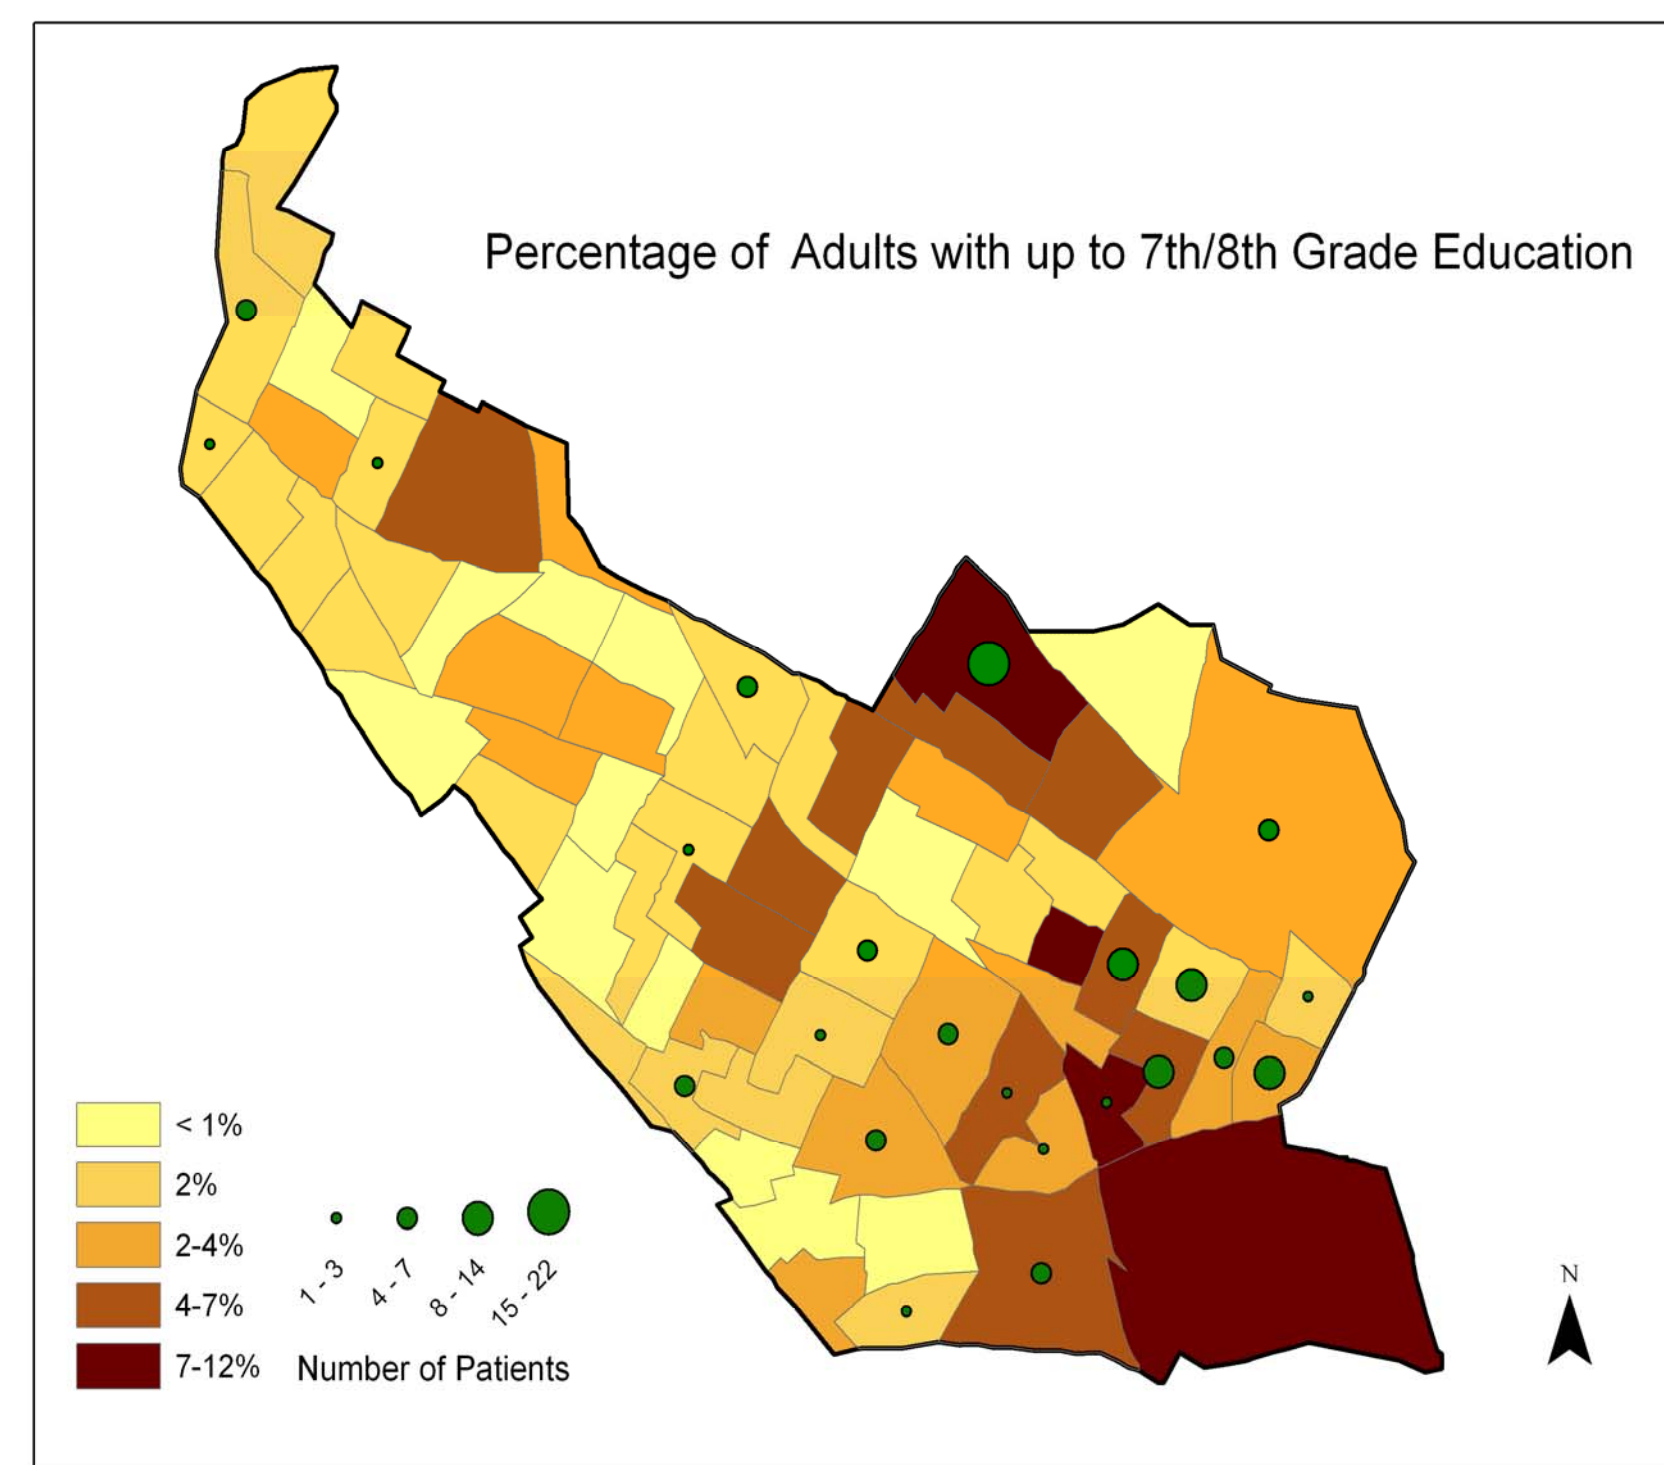 Percentage of Adults with up to 7th/8th Grade Education
< 1%
2%
2-4%
4-7%
7-12%
1 - 3
4 - 7
8 - 14
15 - 22
Number of Patients
N